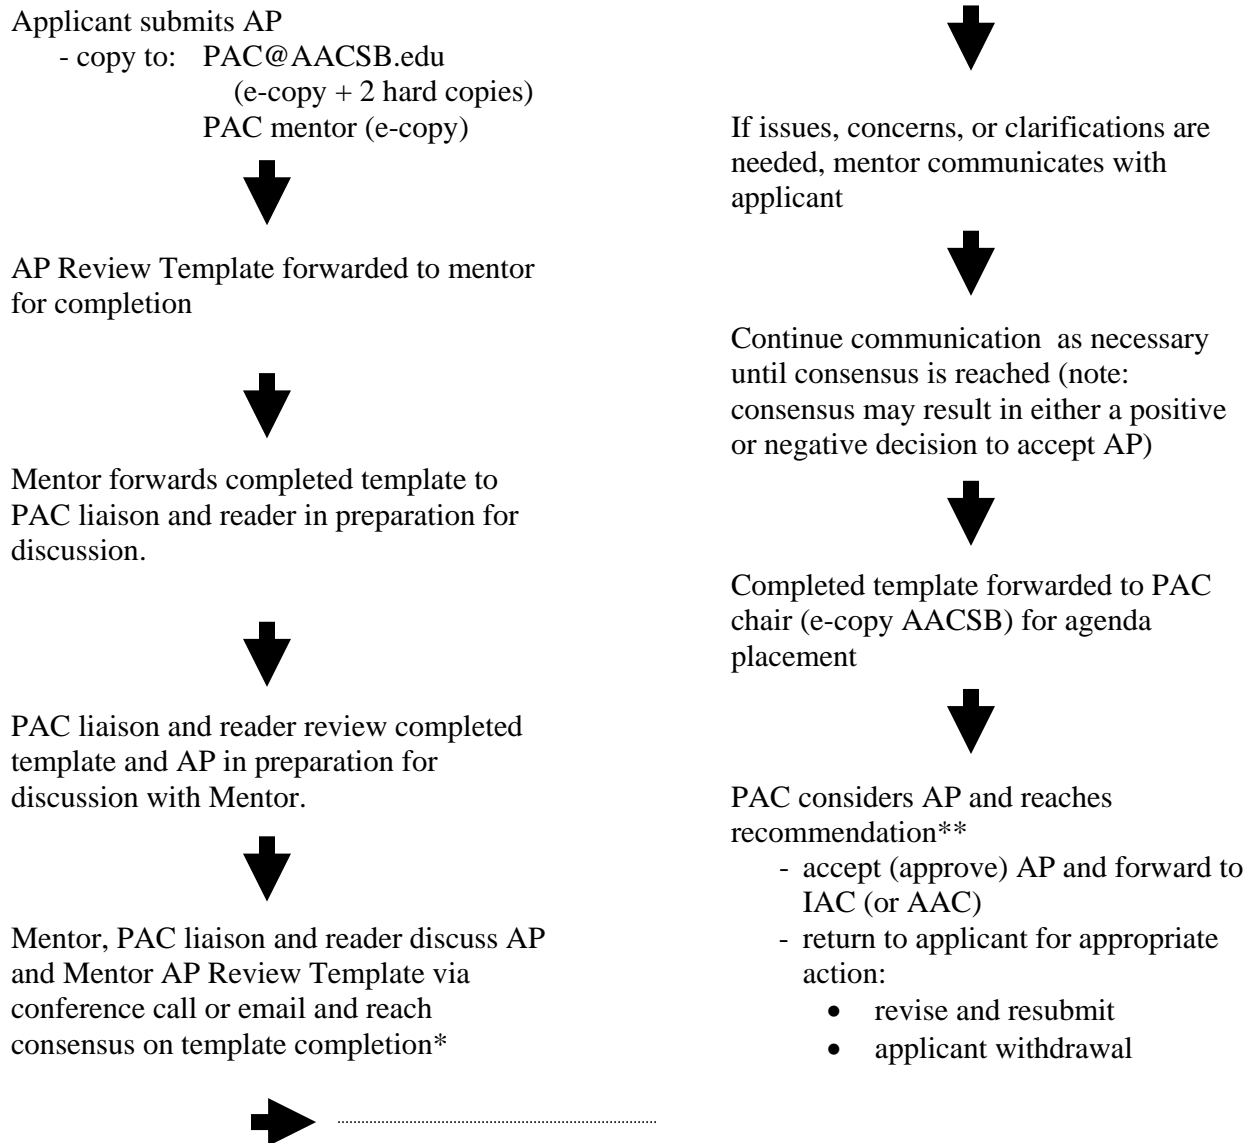 Applicant submits AP
- copy to: PAC@AACSB.edu
(e-copy + 2 hard copies)
PAC mentor (e-copy)
AP Review Template forwarded to mentor
for completion
Mentor forwards completed template to
PAC liaison and reader in preparation for
discussion.
PAC liaison and reader review completed
template and AP in preparation for
discussion with Mentor.
Mentor, PAC liaison and reader discuss AP
and Mentor AP Review Template via
conference call or email and reach
consensus on template completion*
If issues, concerns, or clarifications are
needed, mentor communicates with
applicant
Continue communication as necessary
until consensus is reached (note:
consensus may result in either a positive
or negative decision to accept AP)
Completed template forwarded to PAC
chair (e-copy AACSB) for agenda
placement
PAC considers AP and reaches
recommendation**
- accept (approve) AP and forward to
IAC (or AAC)
- return to applicant for appropriate
action:
• revise and resubmit
• applicant withdrawal